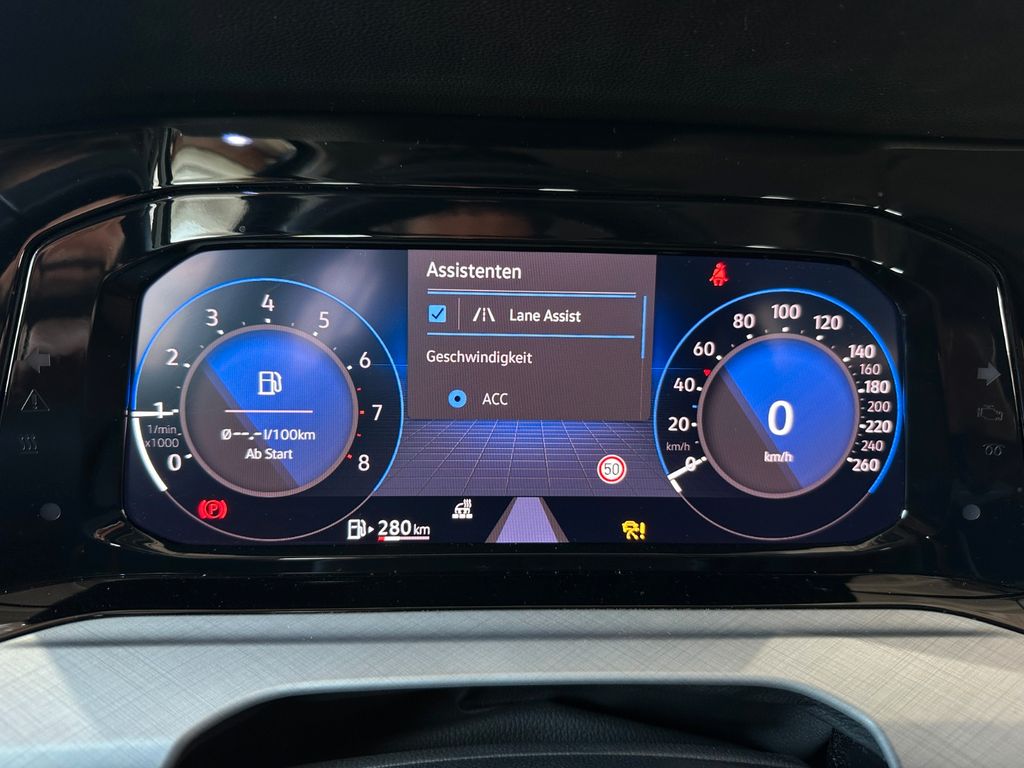 Assistenten
Lane Assist
Geschwindigkeit
ACC
0
1
2
3
4
5
6
7
8
1/min
x1000
Ø--.-l/100km
Ab Start
0
20
40
60
80
100
120
140
160
180
200
220
240
260
km/h
0
km/h
50
P
280 km